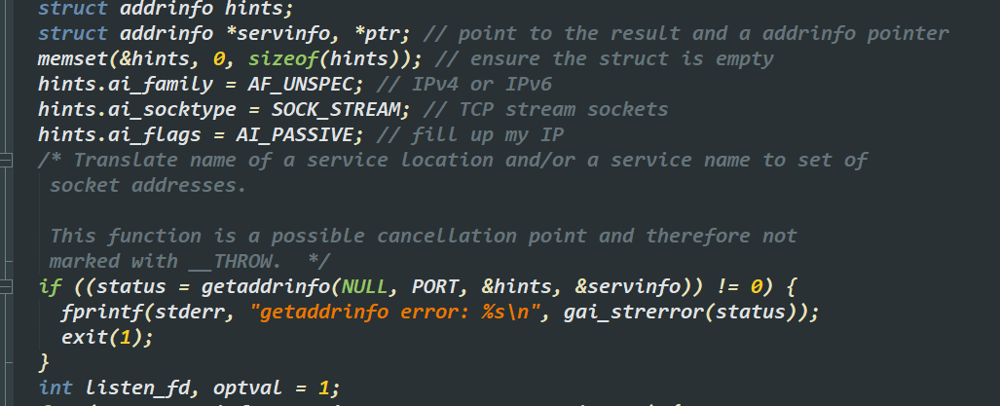 struct addrinfo hints;
struct addrinfo *servinfo, *ptr; // point to the result and a addrinfo pointer
memset(&hints, 0, sizeof(hints)); // ensure the struct is empty
hints.ai_family = AF_UNSPEC; // IPv4 or IPv6
hints.ai_socktype = SOCK_STREAM; // TCP stream sockets
hints.ai_flags = AI_PASSIVE; // fill up my IP
/* Translate name of a service location and/or a service name to set of
socket addresses.
This function is a possible cancellation point and therefore not
marked with __THROW.  */
if ((status = getaddrinfo(NULL, PORT, &hints, &servinfo)) != 0) {
fprintf(stderr, "getaddrinfo error: %s\n", gai_strerror(status));
exit(1);
}
int listen_fd, optval = 1;